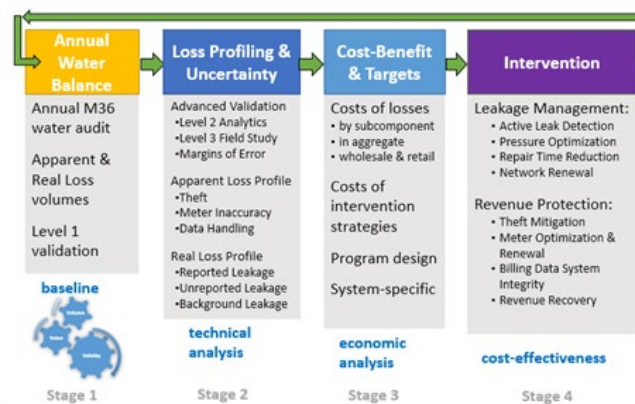 Annual
Water
Balance
Annual M36
water audit
Apparent &
Real Loss
volumes
Level 1
validation
baseline
Volume
Value
Validity
Stage 1
Loss Profiling &
Uncertainty
Advanced Validation
• Level 2 Analytics
• Level 3 Field Study
• Margins of Error
Apparent Loss Profile
• Theft
• Meter Inaccuracy
• Data Handling
Real Loss Profile
• Reported Leakage
• Unreported Leakage
• Background Leakage
technical
analysis
Stage 2
Cost-Benefit
& Targets
Costs of losses
• by subcomponent
• in aggregate
• wholesale & retail
Costs of
intervention
strategies
Program design
System-specific
economic
analysis
Stage 3
Intervention
Leakage Management:
• Active Leak Detection
• Pressure Optimization
• Repair Time Reduction
• Network Renewal
Revenue Protection:
• Theft Mitigation
• Meter Optimization &
Renewal
• Billing Data System
Integrity
• Revenue Recovery
cost-effectiveness
Stage 4